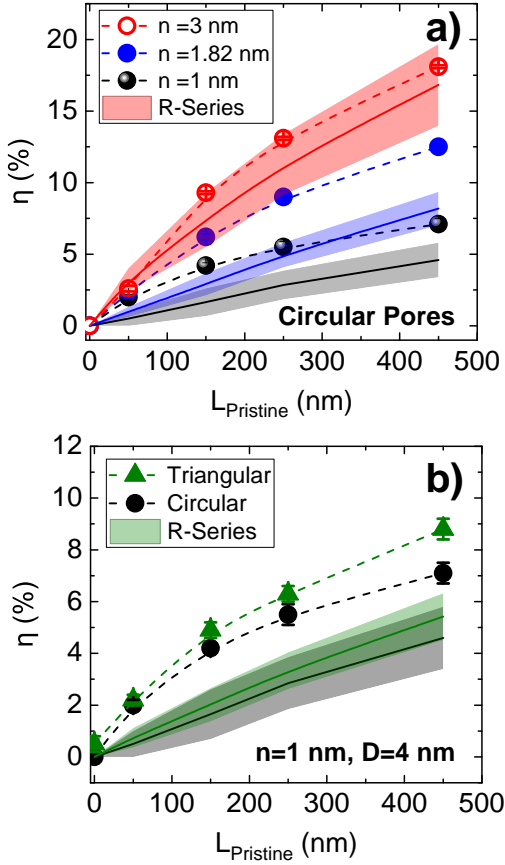 a)
n =3 nm
n =1.82 nm
n =1 nm
R-Series
20
15
10
5
0
η (%)
Circular Pores
0 100 200 300 400 500
L_Pristine (nm)
b)
Triangular
Circular
R-Series
12
10
8
6
4
2
0
η (%)
n=1 nm, D=4 nm
0 100 200 300 400 500
L_Pristine (nm)